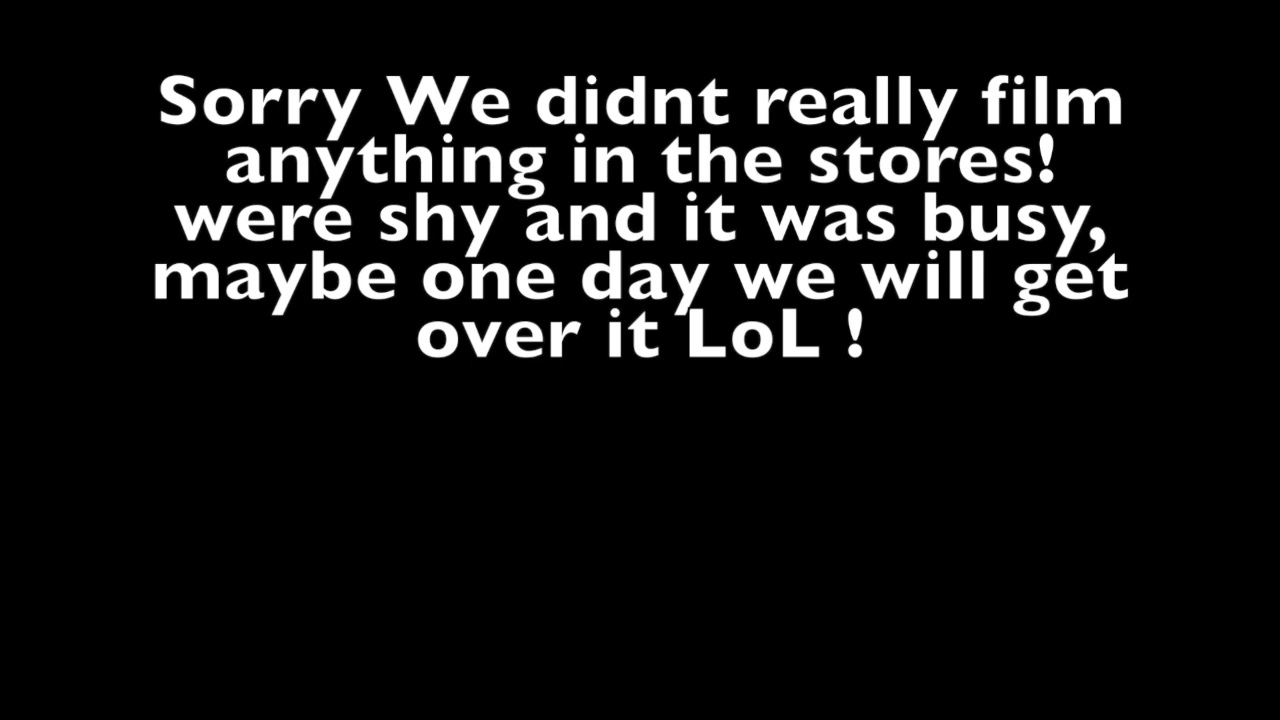 Sorry We didnt really film
anything in the stores!
were shy and it was busy,
maybe one day we will get
over it LoL !